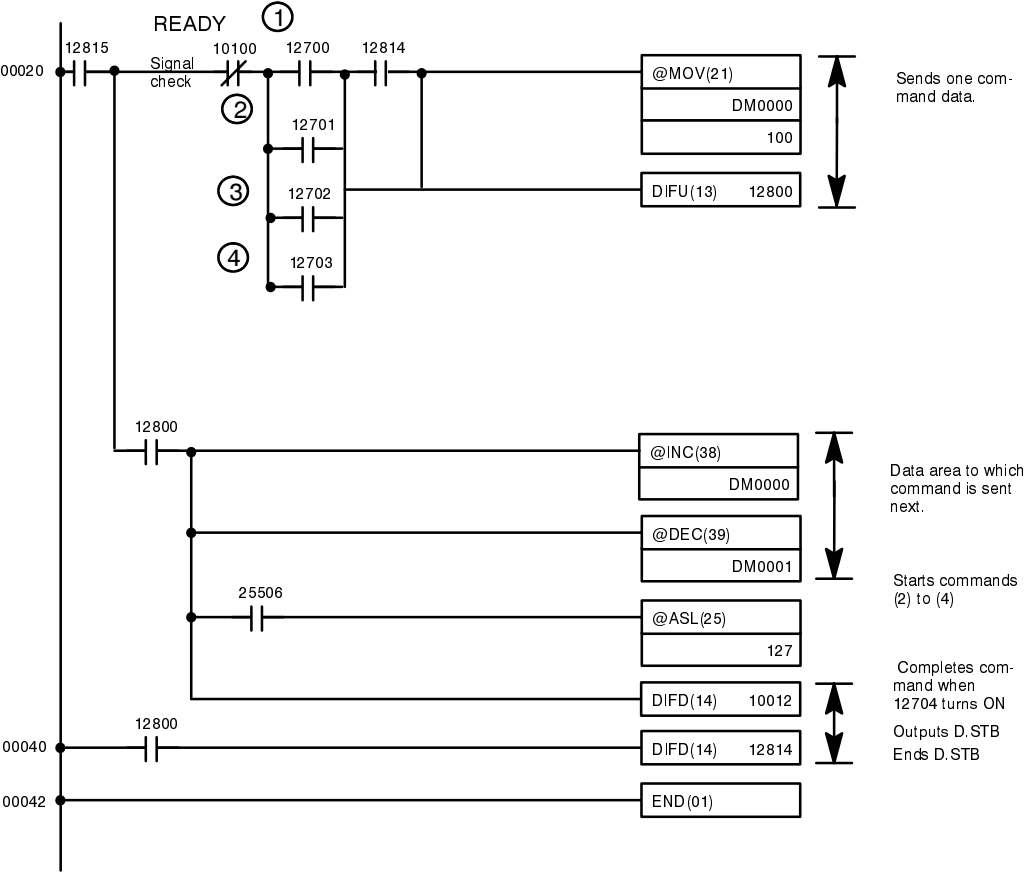 READY
①
12815
Signal
check
10100
12700
12814
00020
@MOV(21)
DM0000
100
Sends one com-
mand data.
②
12701
③
12702
DIFU(13) 12800
④
12703
12800
@INC(38)
DM0000
Data area to which
command is sent
next.
@DEC(39)
DM0001
Starts commands
(2) to (4)
25506
@ASL(25)
127
Completes com-
mand when
12704 turns ON
DIFD(14) 10012
Outputs D.STB
12800
00040
DIFD(14) 12814
Ends D.STB
00042
END(01)